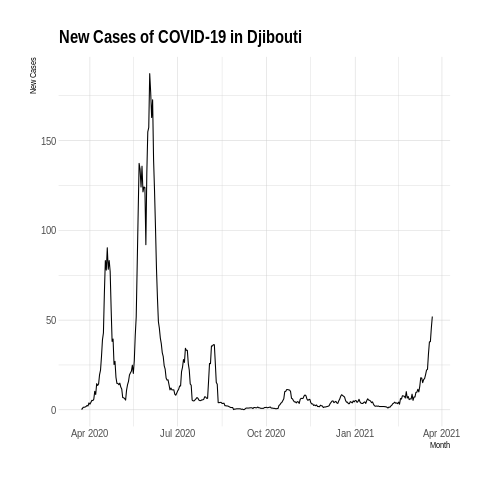 New Cases of COVID-19 in Djibouti
New Cases
150
100
50
0
Apr 2020
Jul 2020
Oct 2020
Jan 2021
Apr 2021
Month